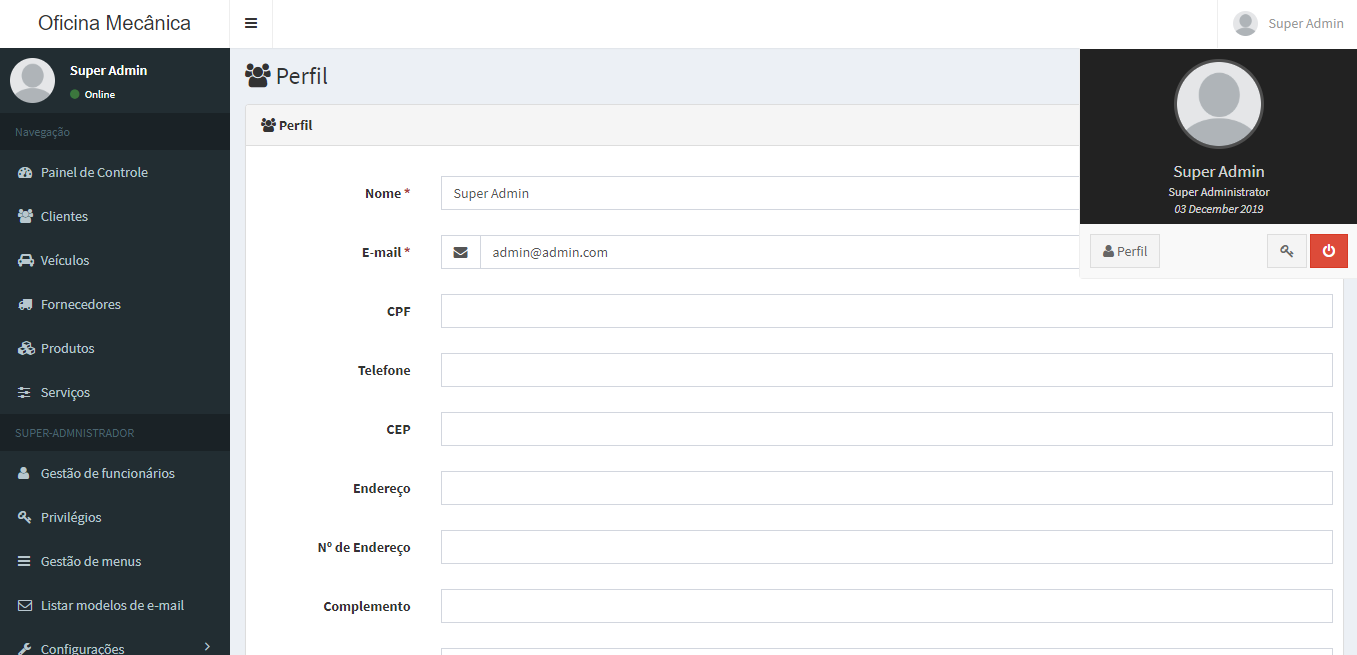 Oficina Mecânica
Super Admin
Super Admin
Online
Navegação
Painel de Controle
Clientes
Veículos
Fornecedores
Produtos
Serviços
SUPER-ADMNISTRADOR
Gestão de funcionários
Privilégios
Gestão de menus
Listar modelos de e-mail
Configurações
Perfil
Perfil
Nome *
Super Admin
E-mail *
admin@admin.com
CPF
Telefone
CEP
Endereço
Nº de Endereço
Complemento
Super Admin
Super Administrator
03 December 2019
Perfil